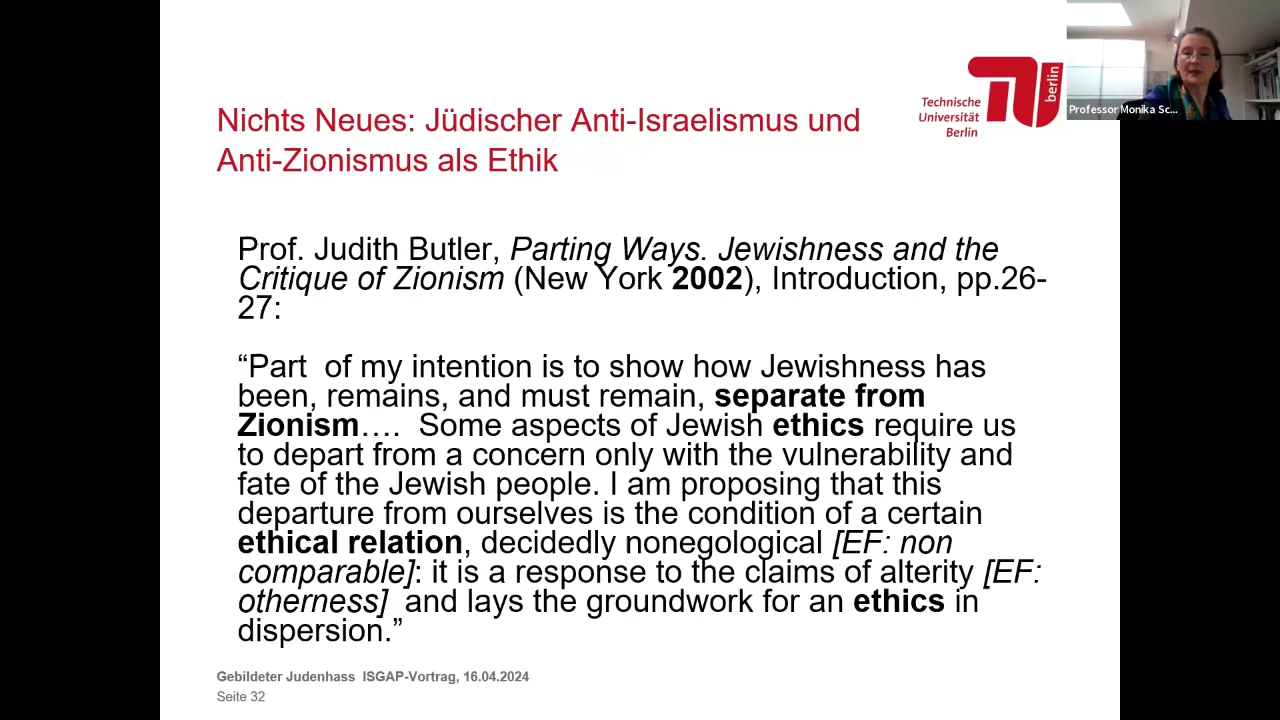 Nichts Neues: Jüdischer Anti-Israelismus und
Anti-Zionismus als Ethik
Technische
Universität
Berlin
berlin
Professor Monika Sc...
Prof. Judith Butler, Parting Ways. Jewishness and the
Critique of Zionism (New York 2002), Introduction, pp.26-
27:
“Part  of my intention is to show how Jewishness has
been, remains, and must remain, separate from
Zionism….  Some aspects of Jewish ethics require us
to depart from a concern only with the vulnerability and
fate of the Jewish people. I am proposing that this
departure from ourselves is the condition of a certain
ethical relation, decidedly nonegological [EF: non
comparable]: it is a response to the claims of alterity [EF:
otherness]  and lays the groundwork for an ethics in
dispersion.”
Gebildeter Judenhass  ISGAP-Vortrag, 16.04.2024
Seite 32